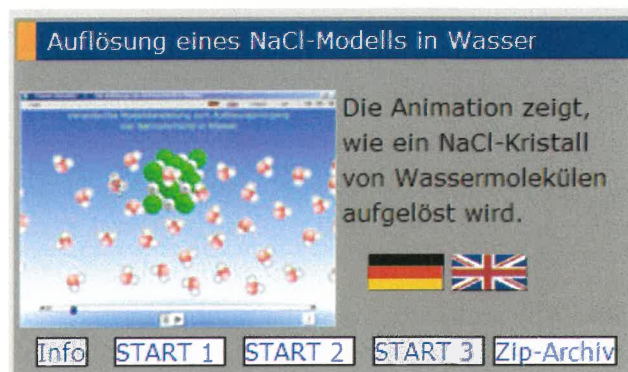 Auflösung eines NaCl-Modells in Wasser
Die Animation zeigt,
wie ein NaCl-Kristall
von Wassermolekülen
aufgelöst wird.
Info START 1 START 2 START 3 Zip-Archiv